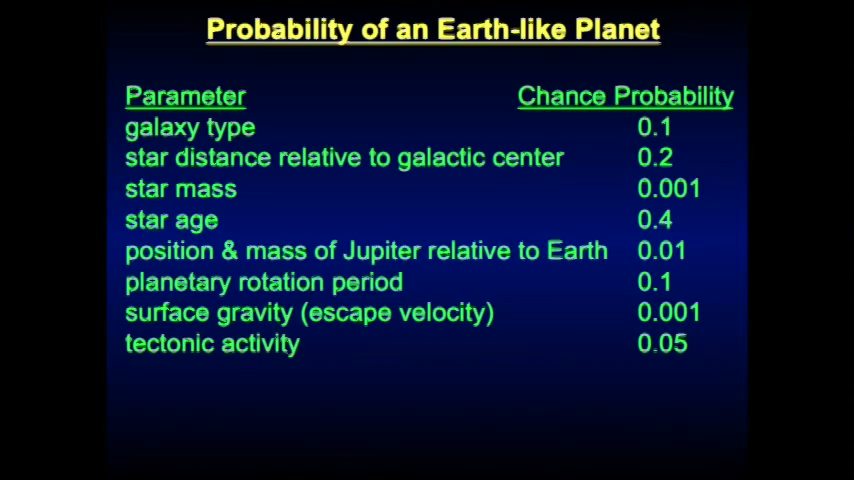 Probability of an Earth-like Planet
Parameter Chance Probability
galaxy type 0.1
star distance relative to galactic center 0.2
star mass 0.001
star age 0.4
position & mass of Jupiter relative to Earth 0.01
planetary rotation period 0.1
surface gravity (escape velocity) 0.001
tectonic activity 0.05